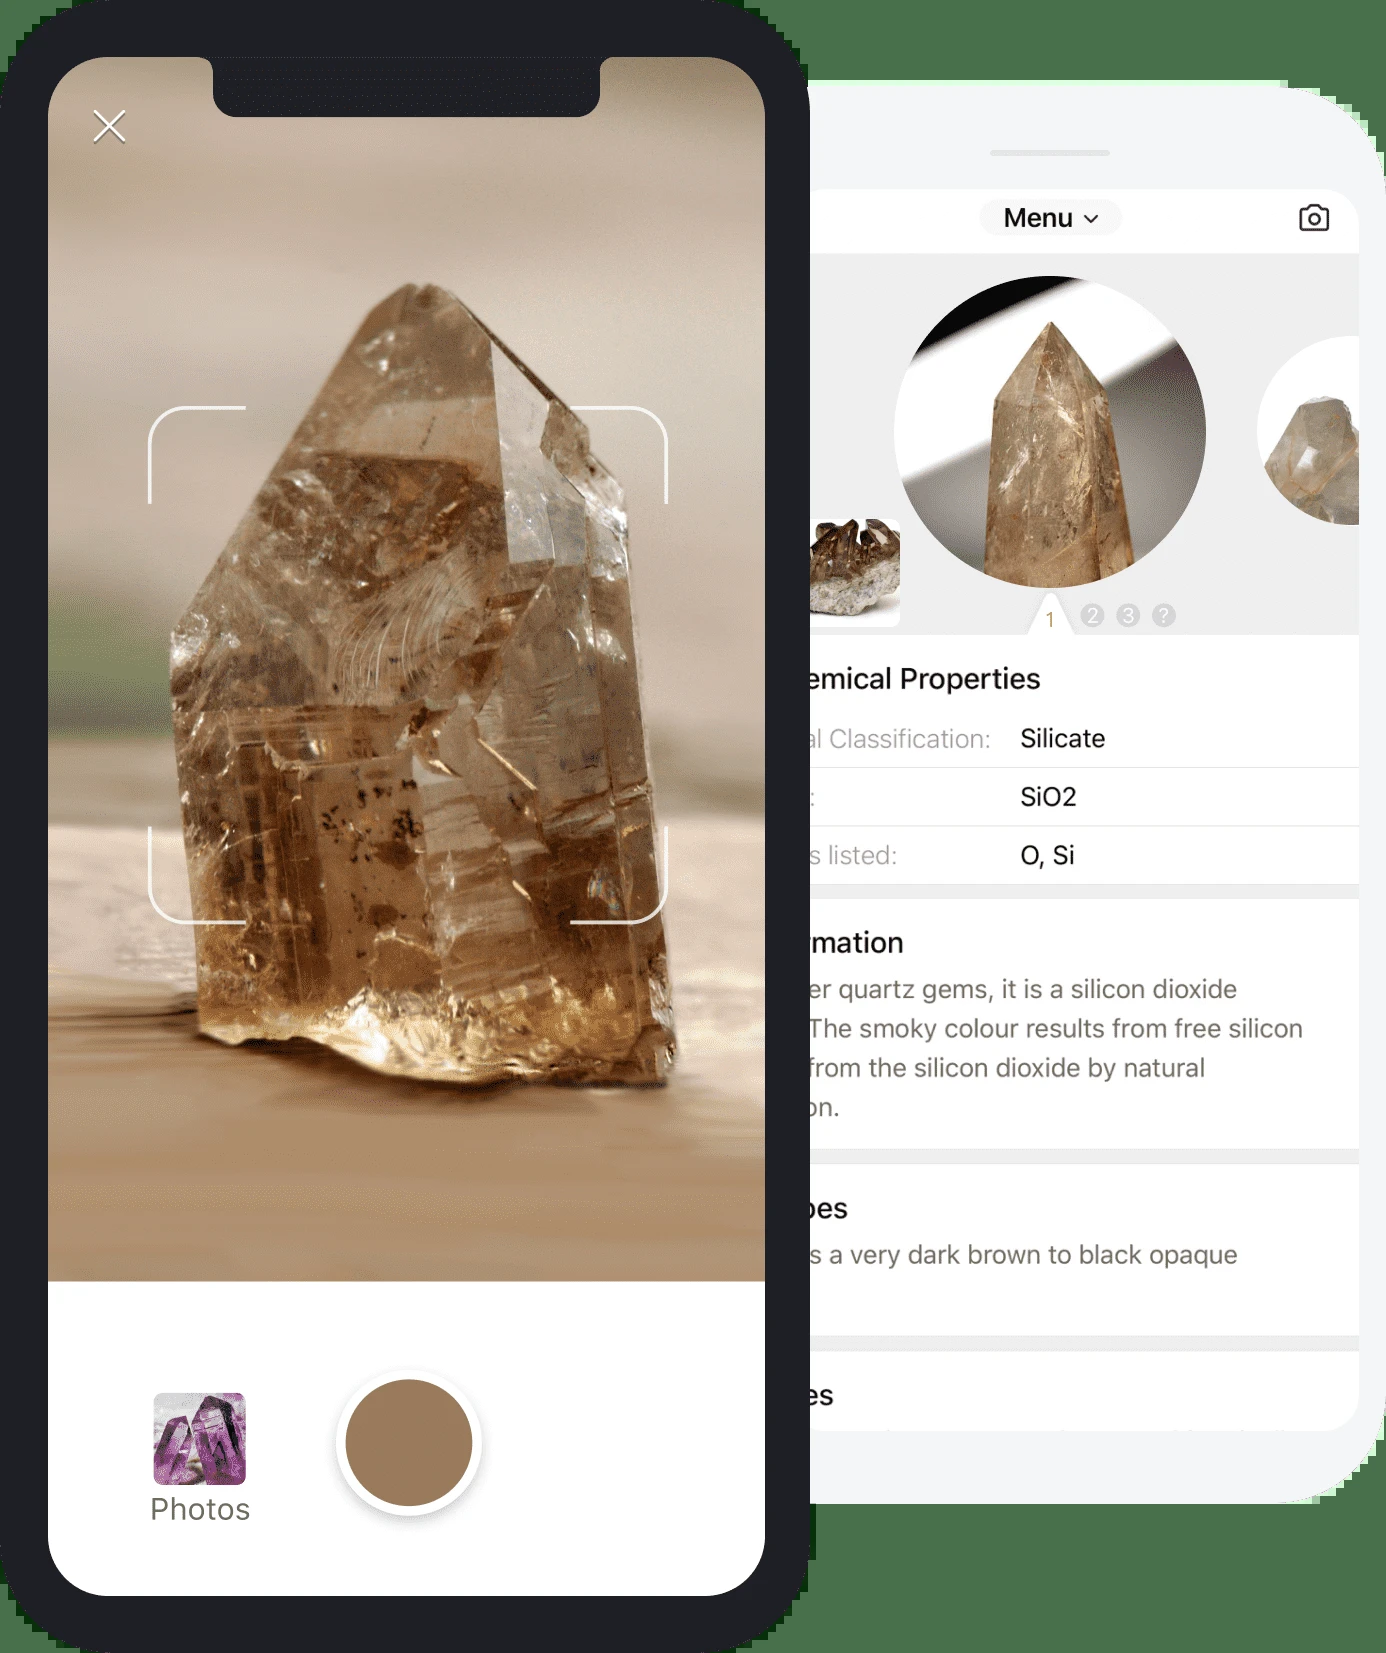 Menu
1 2 3 ?
emical Properties
al Classification: Silicate
: SiO2
s listed: O, Si
rmation
er quartz gems, it is a silicon dioxide
The smoky colour results from free silicon
from the silicon dioxide by natural
on.
pes
s a very dark brown to black opaque
es
Photos